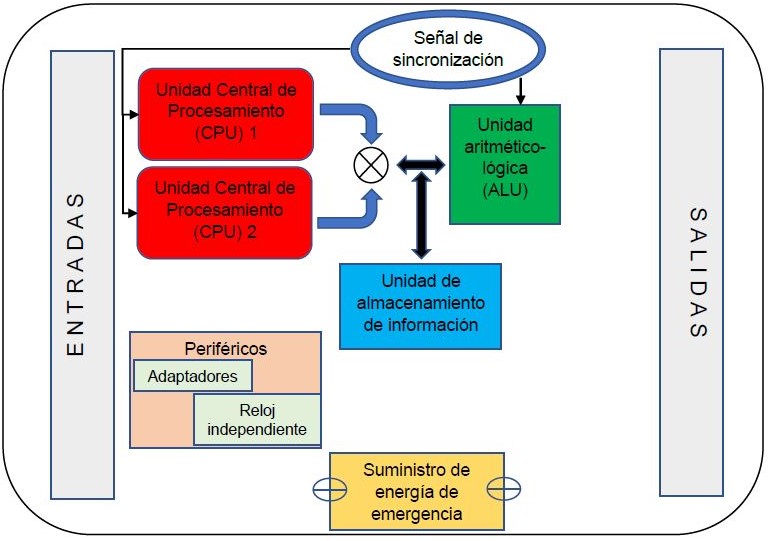 Señal de
sincronización
Unidad Central de
Procesamiento
(CPU) 1
Unidad
aritmético-
lógica
(ALU)
Unidad Central de
Procesamiento
(CPU) 2
ENTRADAS
SALIDAS
Unidad de
almacenamiento
de información
Periféricos
Adaptadores
Reloj
independiente
Suministro de
energía de
emergencia